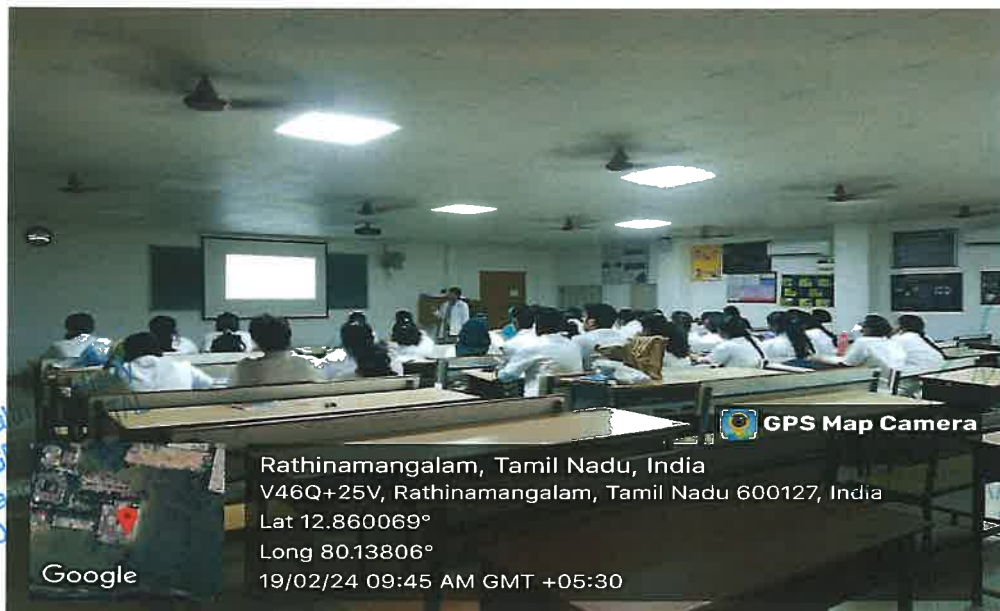 GPS Map Camera
Rathinamangalam, Tamil Nadu, India
V46Q+25V, Rathinamangalam, Tamil Nadu 600127, India
Lat 12.860069°
Long 80.13806°
19/02/24 09:45 AM GMT +05:30
Google